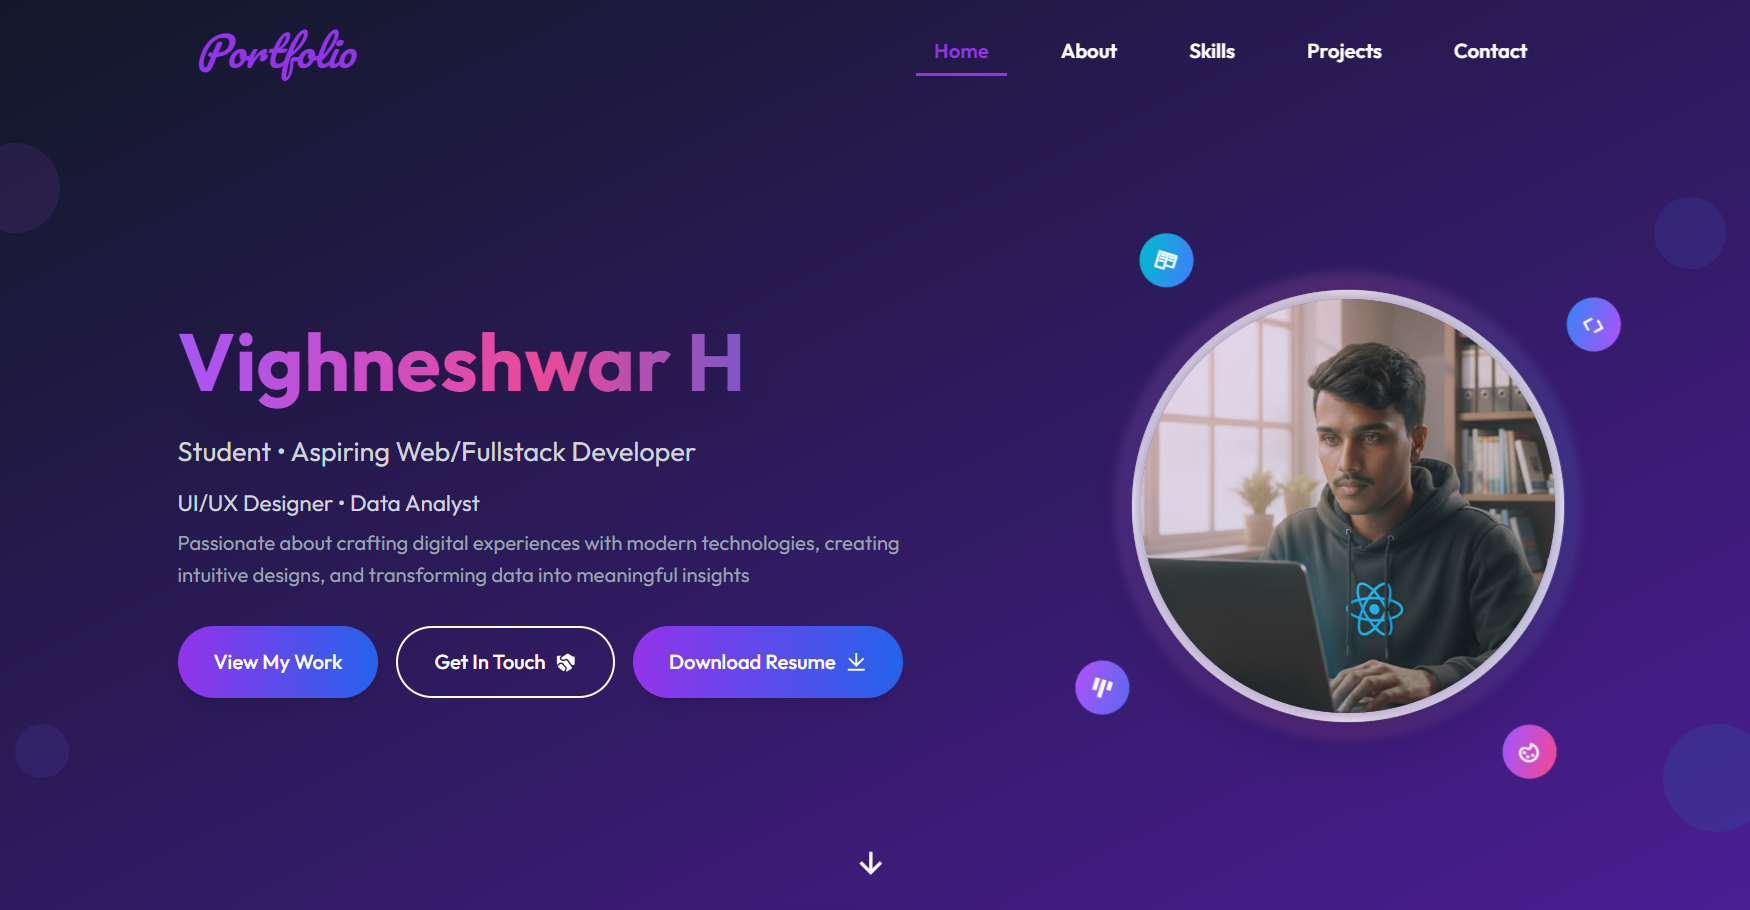 Portfolio
Home About Skills Projects Contact
Vighneshwar H
Student • Aspiring Web/Fullstack Developer
UI/UX Designer • Data Analyst
Passionate about crafting digital experiences with modern technologies, creating
intuitive designs, and transforming data into meaningful insights
View My Work
Get In Touch
Download Resume